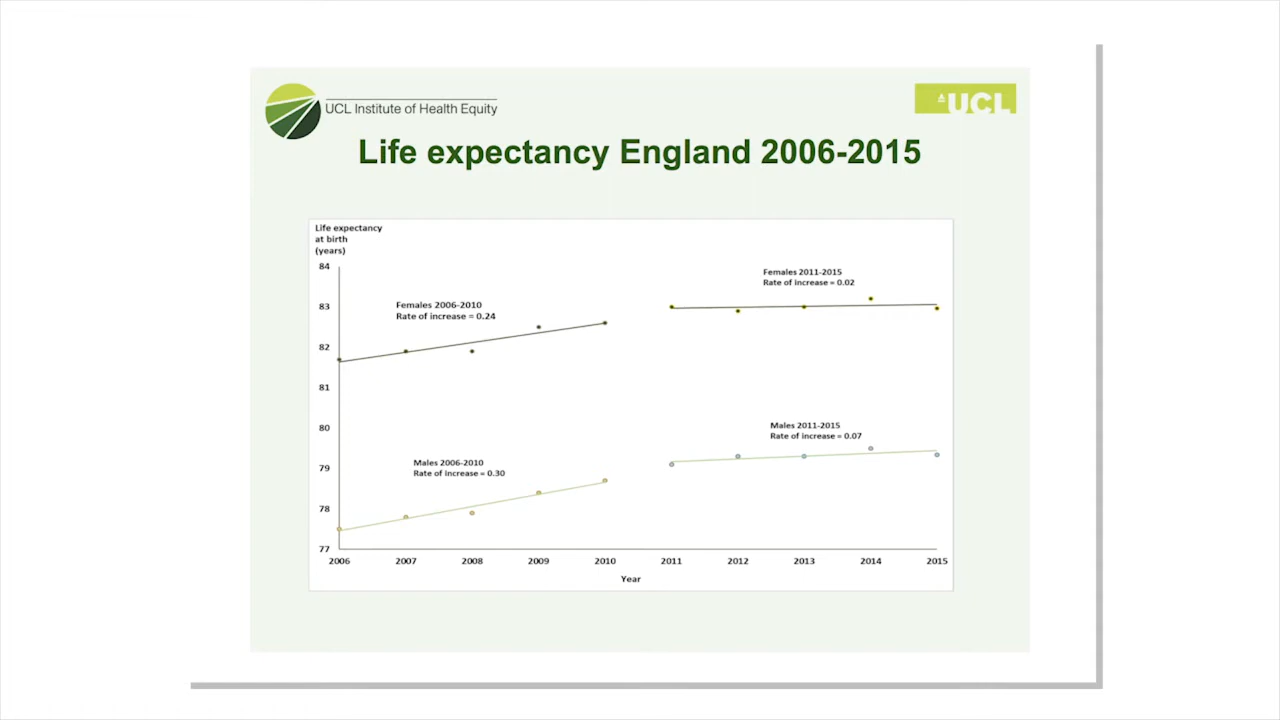 UCL Institute of Health Equity
UCL
Life expectancy England 2006-2015
Life expectancy
at birth
(years)
84
83
82
81
80
79
78
77
Females 2006-2010
Rate of increase = 0.24
Females 2011-2015
Rate of increase = 0.02
Males 2006-2010
Rate of increase = 0.30
Males 2011-2015
Rate of increase = 0.07
2006 2007 2008 2009 2010 2011 2012 2013 2014 2015
Year